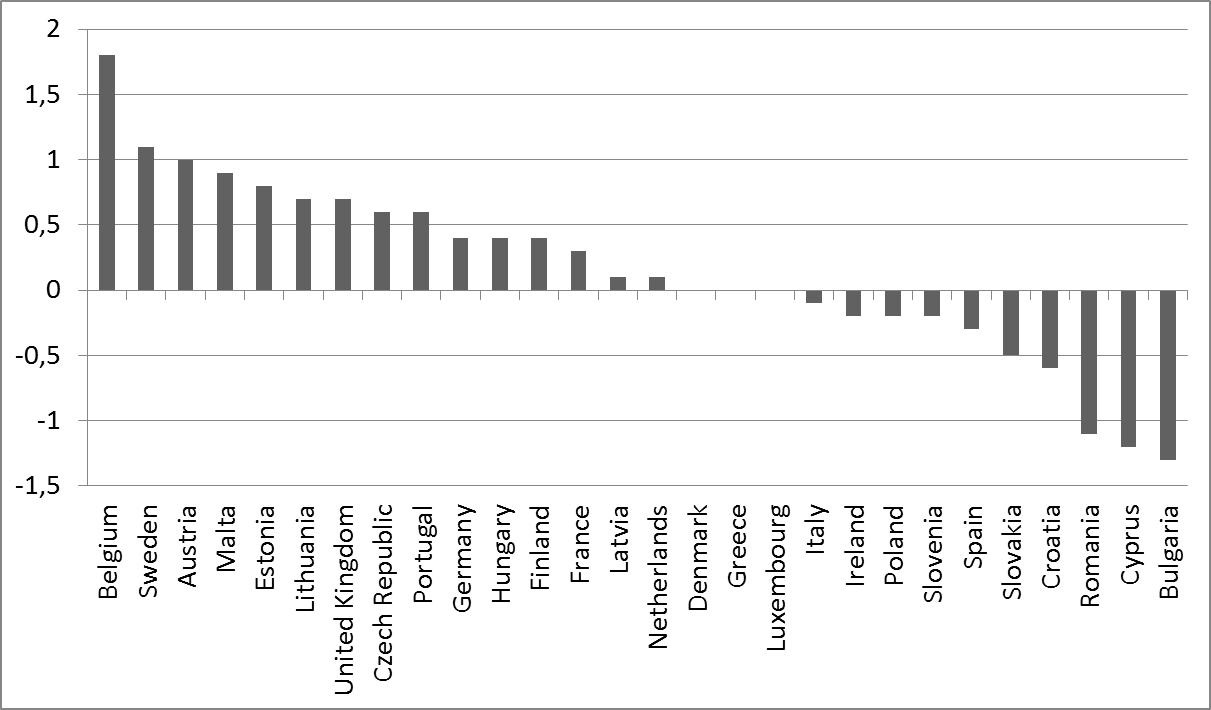 2
1,5
1
0,5
0
-0,5
-1
-1,5
Belgium
Sweden
Austria
Malta
Estonia
Lithuania
United Kingdom
Czech Republic
Portugal
Germany
Hungary
Finland
France
Latvia
Netherlands
Denmark
Greece
Luxembourg
Italy
Ireland
Poland
Slovenia
Spain
Slovakia
Croatia
Romania
Cyprus
Bulgaria